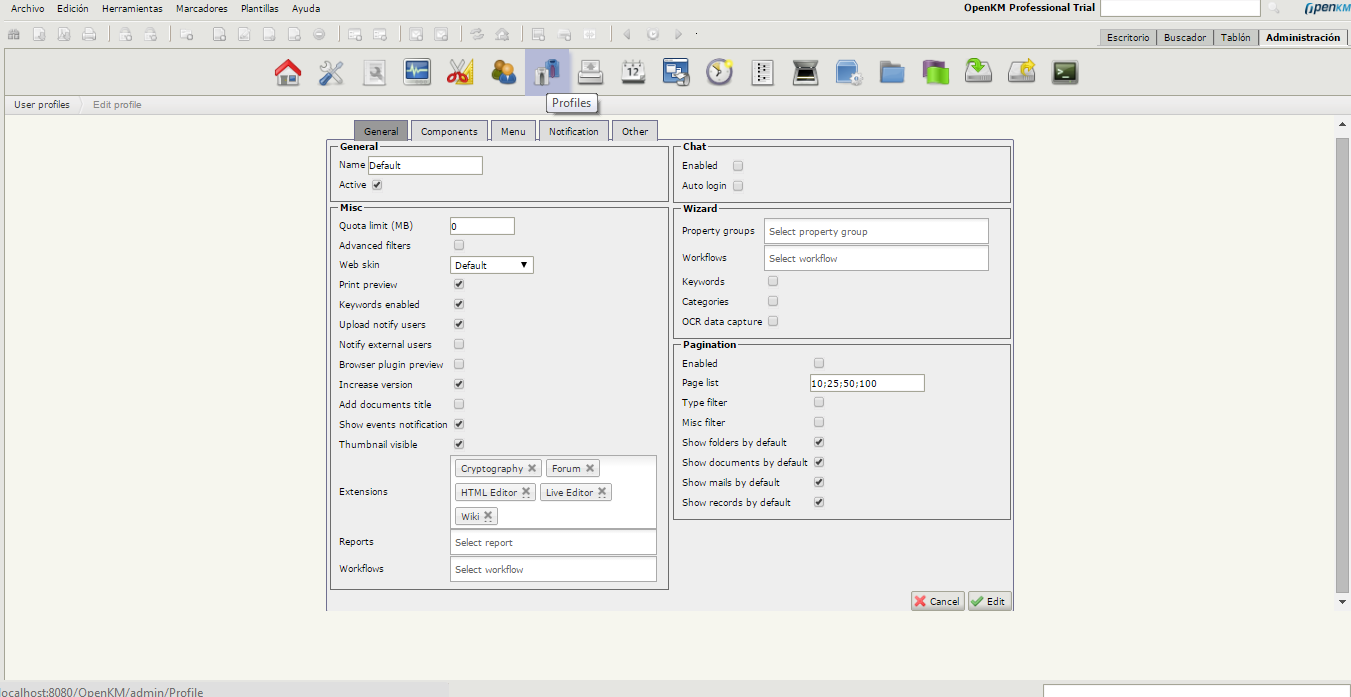 Archivo Edición Herramientas Marcadores Plantillas Ayuda
OpenKM Professional Trial
OpenKM
Escritorio Buscador Tablón Administración
12
User profiles Edit profile
Profiles
General Components Menu Notification Other
General
Name Default
Active
Misc
Quota limit (MB) 0
Advanced filters
Web skin Default
Print preview
Keywords enabled
Upload notify users
Notify external users
Browser plugin preview
Increase version
Add documents title
Show events notification
Thumbnail visible
Extensions
Cryptography Forum
HTML Editor Live Editor
Wiki
Reports Select report
Workflows Select workflow
Chat
Enabled
Auto login
Wizard
Property groups Select property group
Workflows Select workflow
Keywords
Categories
OCR data capture
Pagination
Enabled
Page list 10;25;50;100
Type filter
Misc filter
Show folders by default
Show documents by default
Show mails by default
Show records by default
Cancel Edit
localhost:8080/OpenKM/admin/Profile